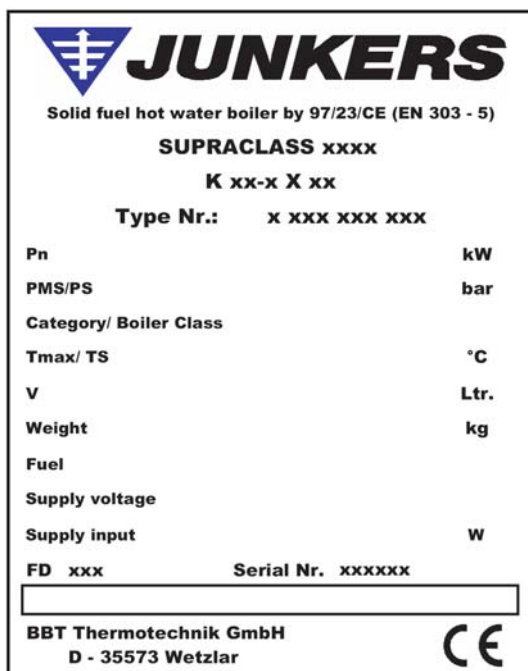 JUNKERS
Solid fuel hot water boiler by 97/23/CE (EN 303 - 5)
SUPRACLASS xxxx
K xx-x X xx
Type Nr.: x xxx xxx xxx
Pn kW
PMS/PS bar
Category/ Boiler Class
Tmax/ TS °C
V Ltr.
Weight kg
Fuel
Supply voltage
Supply input W
FD xxx Serial Nr. xxxxxx
BBT Thermotechnik GmbH
D - 35573 Wetzlar
CE